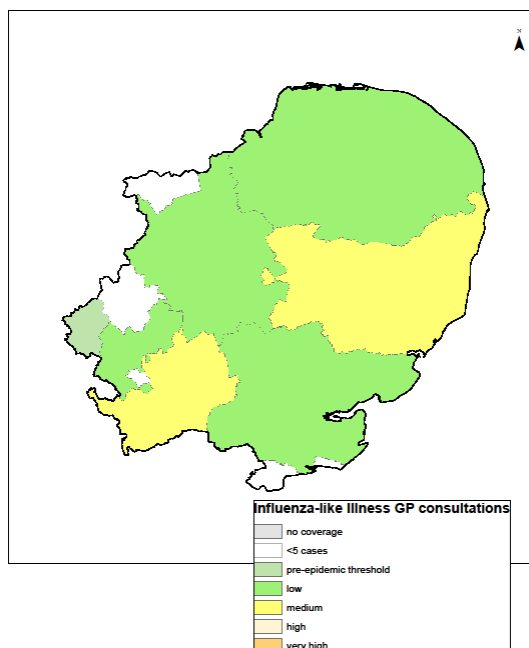 N
Influenza-like Illness GP consultations
no coverage
<5 cases
pre-epidemic threshold
low
medium
high
very high